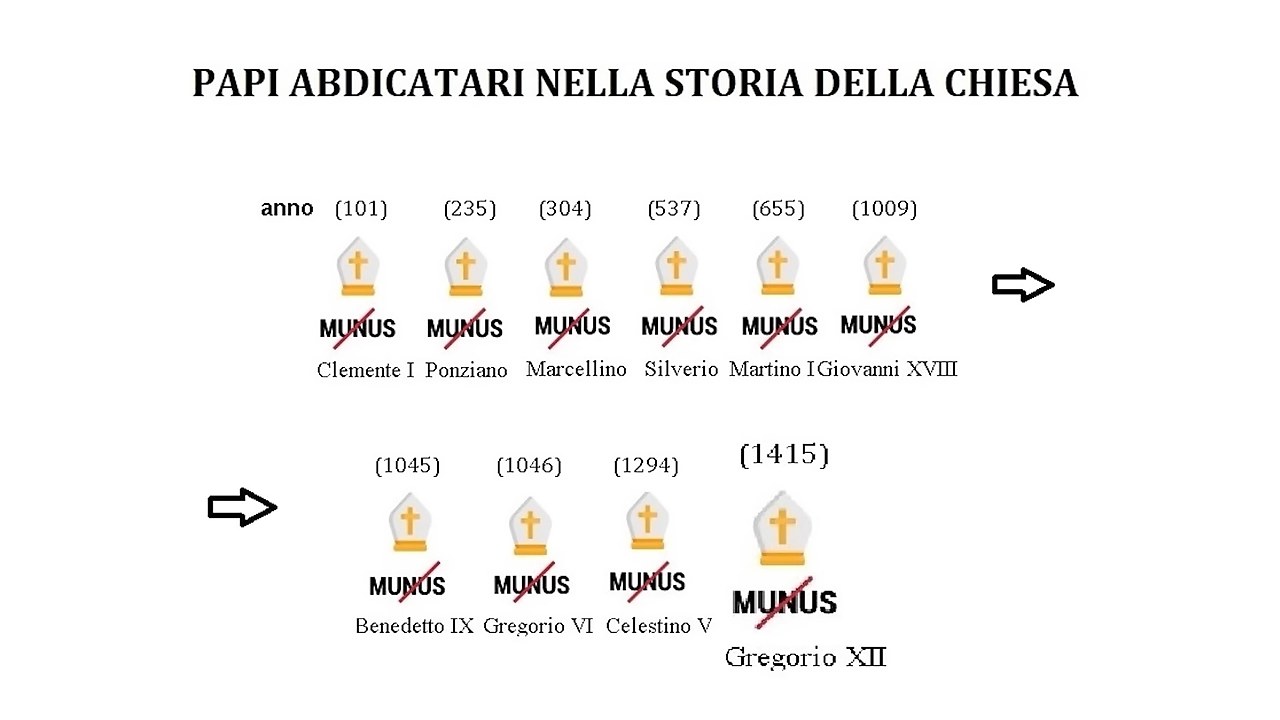 PAPI ABDICATARI NELLA STORIA DELLA CHIESA
anno (101) (235) (304) (537) (655) (1009)
MUNUS MUNUS MUNUS MUNUS MUNUS MUNUS
Clemente I Ponziano Marcellino Silverio Martino I Giovanni XVIII
(1045) (1046) (1294) (1415)
MUNUS MUNUS MUNUS MUNUS
Benedetto IX Gregorio VI Celestino V Gregorio XII